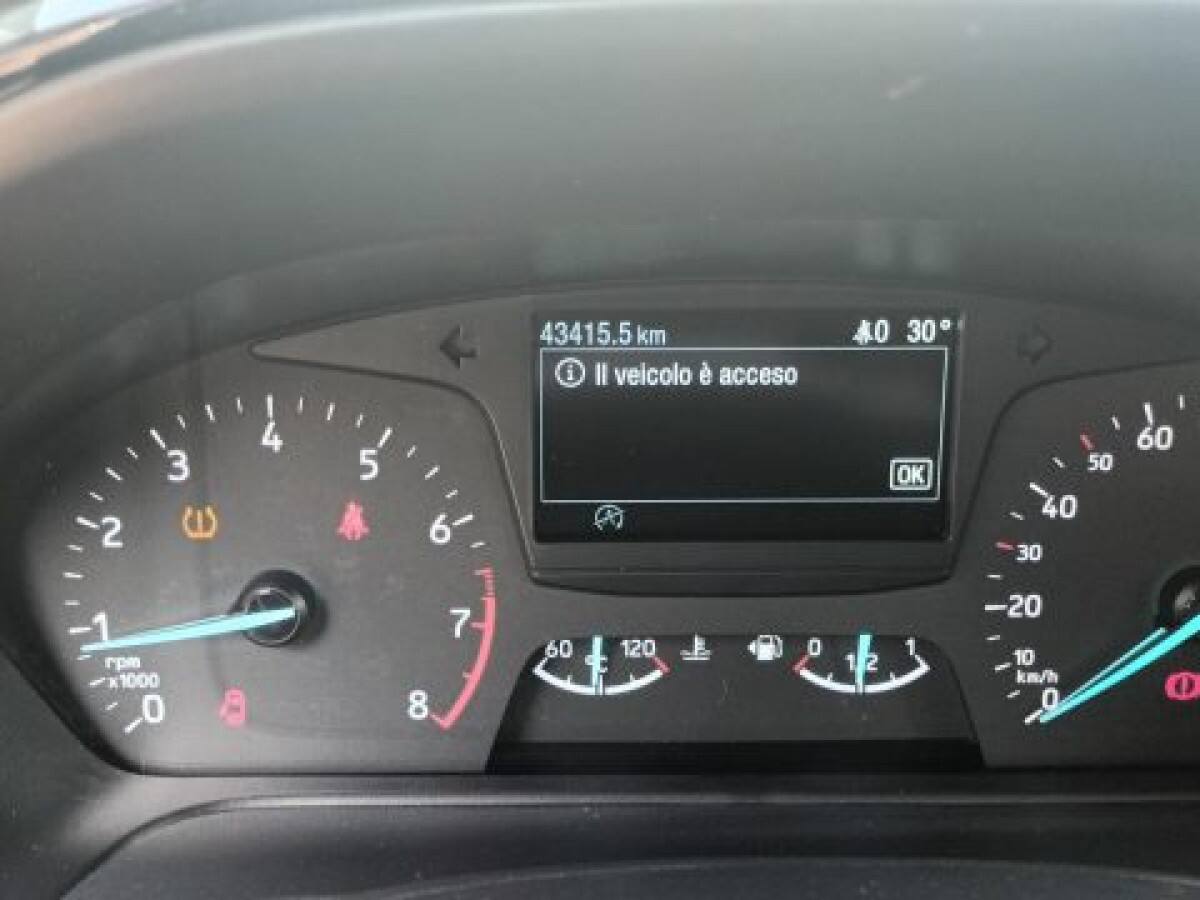 43415.5 km 0 30°
Il veicolo è acceso
OK
0 1 2 3 4 5 6 7 8
rpm
x1000
60 °C 120
0 1/2 1
0 10 20 30 40 50 60
km/h